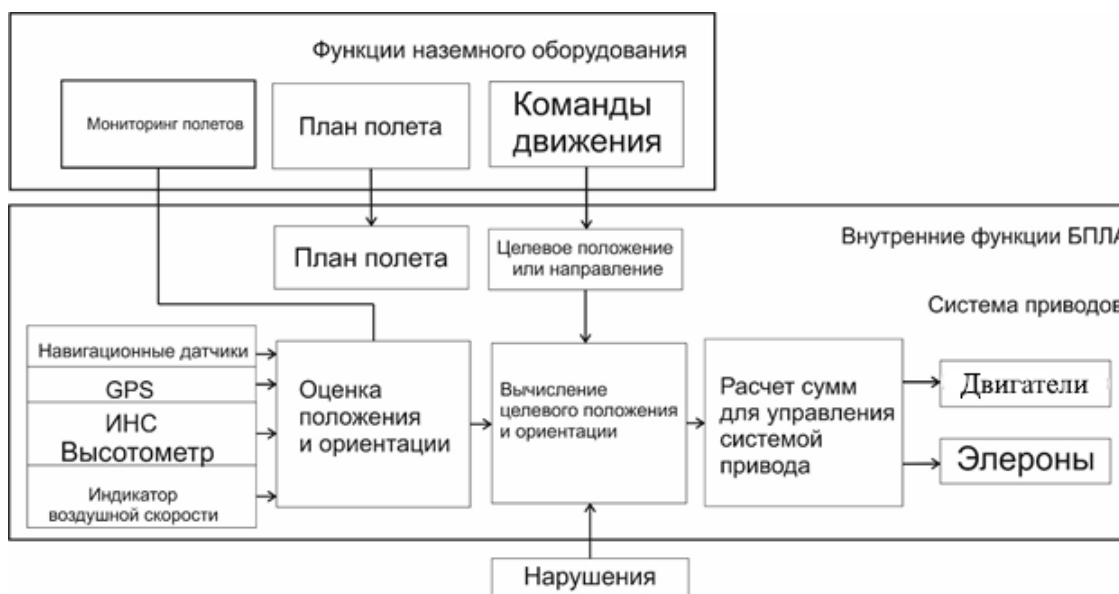 Функции наземного оборудования
Мониторинг полетов
План полета
Команды
движения
План полета
Целевое положение
или направление
Внутренние функции БПЛА
Система приводов
Навигационные датчики
GPS
ИНС
Высотометр
Индикатор
воздушной скорости
Оценка
положения
и ориентации
Вычисление
целевого положения
и ориентации
Расчет сумм
для управления
системой
привода
Двигатели
Элероны
Нарушения